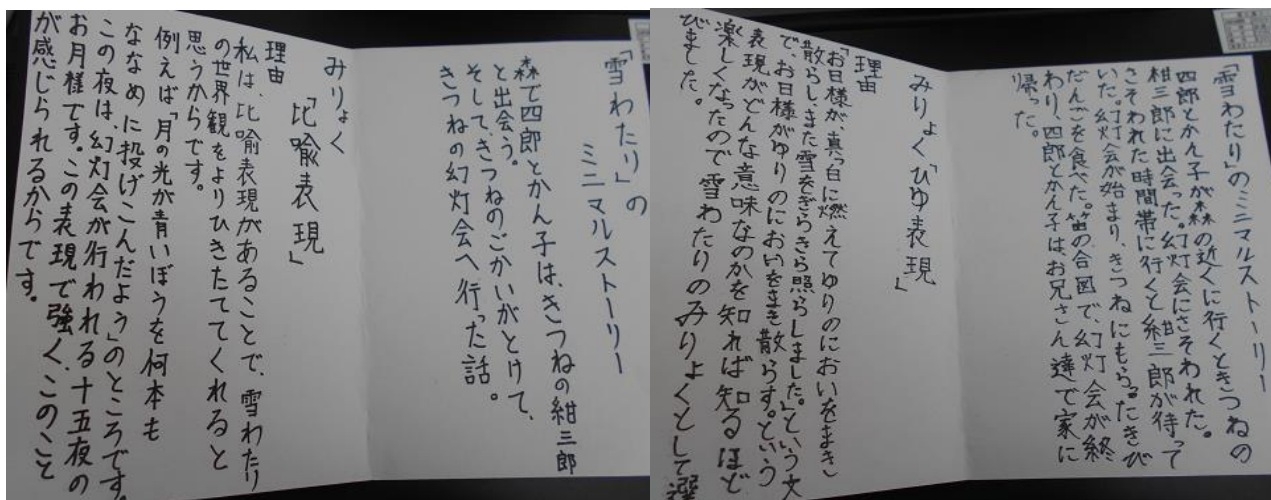 「雪わたり」の
ミニマルストーリー
森で四郎とかん子は、きつねの紺三郎
と出会う。
そして、きつねのごかいがとけて、
きつねの幻灯会へ行った話。
みりょく
「比喩表現」
理由
私は、比喩表現があることで、雪わたり
の世界観をよりひきたててくれると
思うからです。
例えば「月の光が青いぼうを何本も
ななめに投げこんだよう」のところです。
この夜は、幻灯会が行われる十五夜の
お月様です。この表現で強く、このこと
が感じられるからです。
「雪わたり」のミニマルストーリー
四郎とかん子が森の近くに行くときつねの
紺三郎に出会った。幻灯会にさそわれた。
さそわれた時間帯に行くと紺三郎が待って
いた。幻灯会が始まり、きつねにもらったきび
だんごを食べた。笛の合図で、幻灯会が終
わり、四郎とかん子はお兄さん達で家に
帰った。
みりょく「ひゆ表現」
理由
「お日様が、真っ白に燃えてゆりのにおいをまき
散らし、また雪をぎらぎら照らしました。」という文
で、お日様がゆりのにおいをまき散らす。という
表現がどんな意味なのかを知れば知るほど
楽しくなったので雪わたりのみりょくとして選
びました。